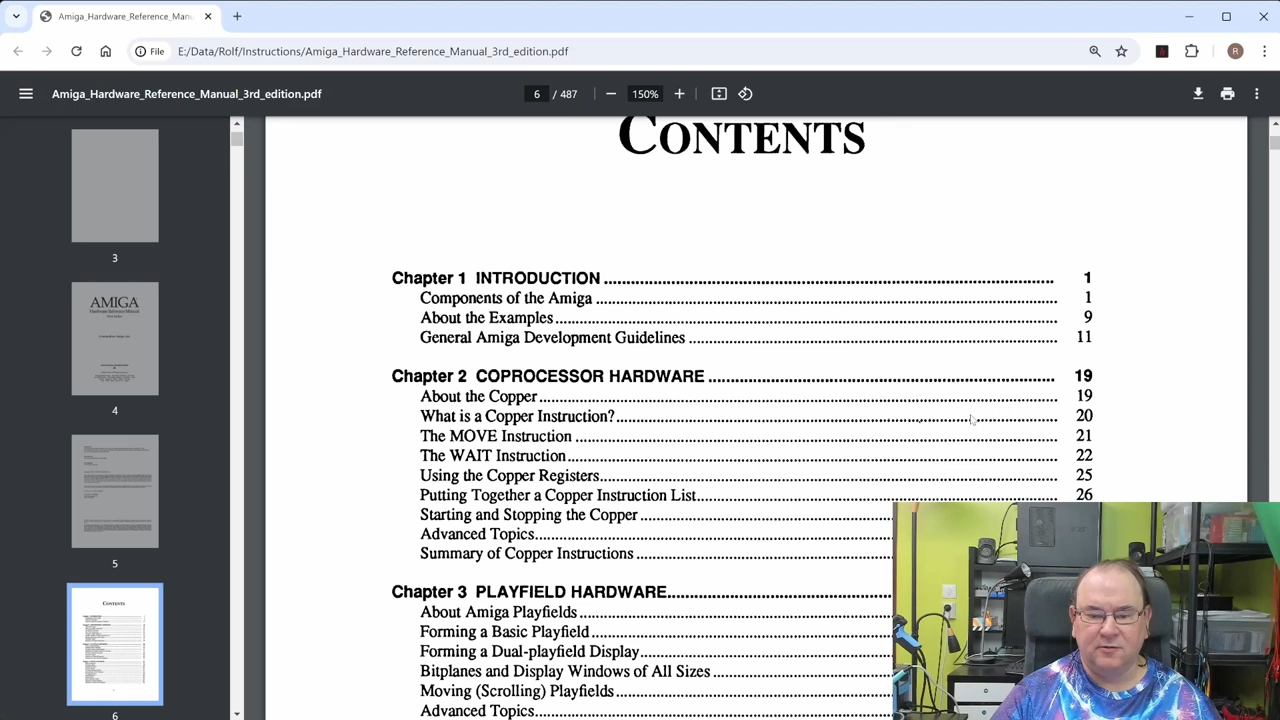 Amiga_Hardware_Reference_Manu
File
E:/Data/Rolf/Instructions/Amiga_Hardware_Reference_Manual_3rd_edition.pdf
R
Amiga_Hardware_Reference_Manual_3rd_edition.pdf
6 / 487
150%
3
AMIGA
4
5
CONTENTS
6
CONTENTS
Chapter 1 INTRODUCTION 1
Components of the Amiga 1
About the Examples 9
General Amiga Development Guidelines 11
Chapter 2 COPROCESSOR HARDWARE 19
About the Copper 19
What is a Copper Instruction? 20
The MOVE Instruction 21
The WAIT Instruction 22
Using the Copper Registers 25
Putting Together a Copper Instruction List 26
Starting and Stopping the Copper
Advanced Topics
Summary of Copper Instructions
Chapter 3 PLAYFIELD HARDWARE
About Amiga Playfields
Forming a Basic Playfield
Forming a Dual-playfield Display
Bitplanes and Display Windows of All Sizes
Moving (Scrolling) Playfields
Advanced Topics